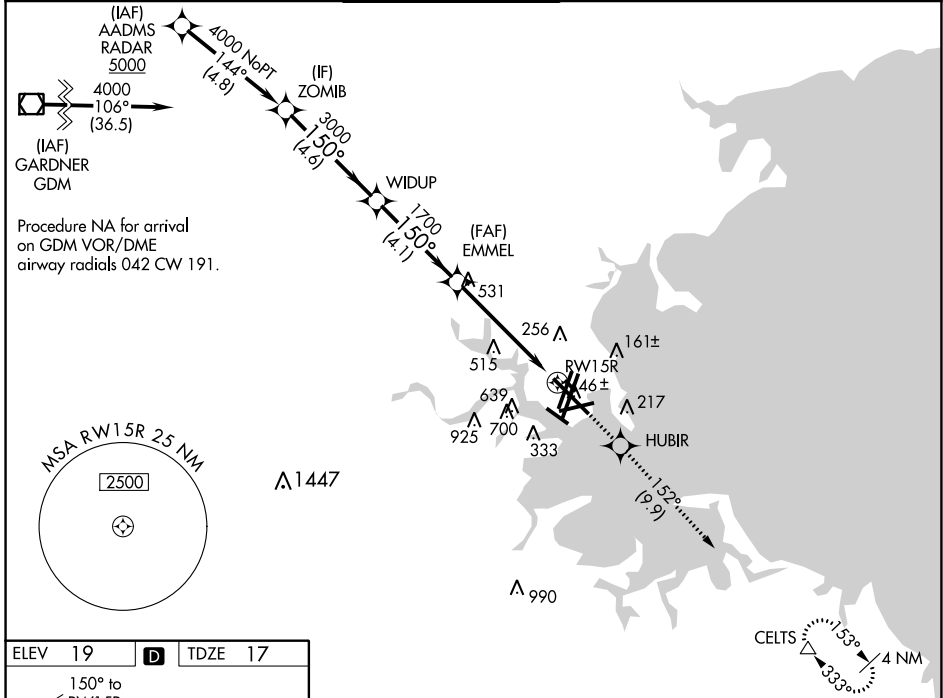 (IAF)
AADMS
RADAR
5000
4000 NoPT
144°
(4.8)
(IF)
ZOMIB
4000
106°
(36.5)
(IAF)
GARDNER
GDM
3000
150°
(4.6)
WIDUP
1700
150°
(4.1)
(FAF)
EMMEL
531
Procedure NA for arrival
on GDM VOR/DME
airway radials 042 CW 191.
256
161±
515
RW15R
46±
639
217
925
700
333
HUBIR
MSA RW15R 25 NM
2500
1447
152°
(9.9)
990
CELTS
153°
4 NM
333°
ELEV 19 D TDZE 17
150° to